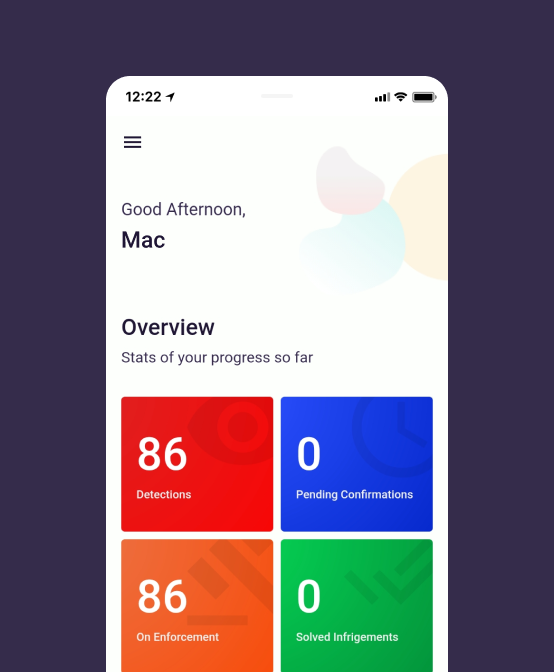 12:22
Good Afternoon,
Mac
Overview
Stats of your progress so far
86
Detections
0
Pending Confirmations
86
On Enforcement
0
Solved Infrigements